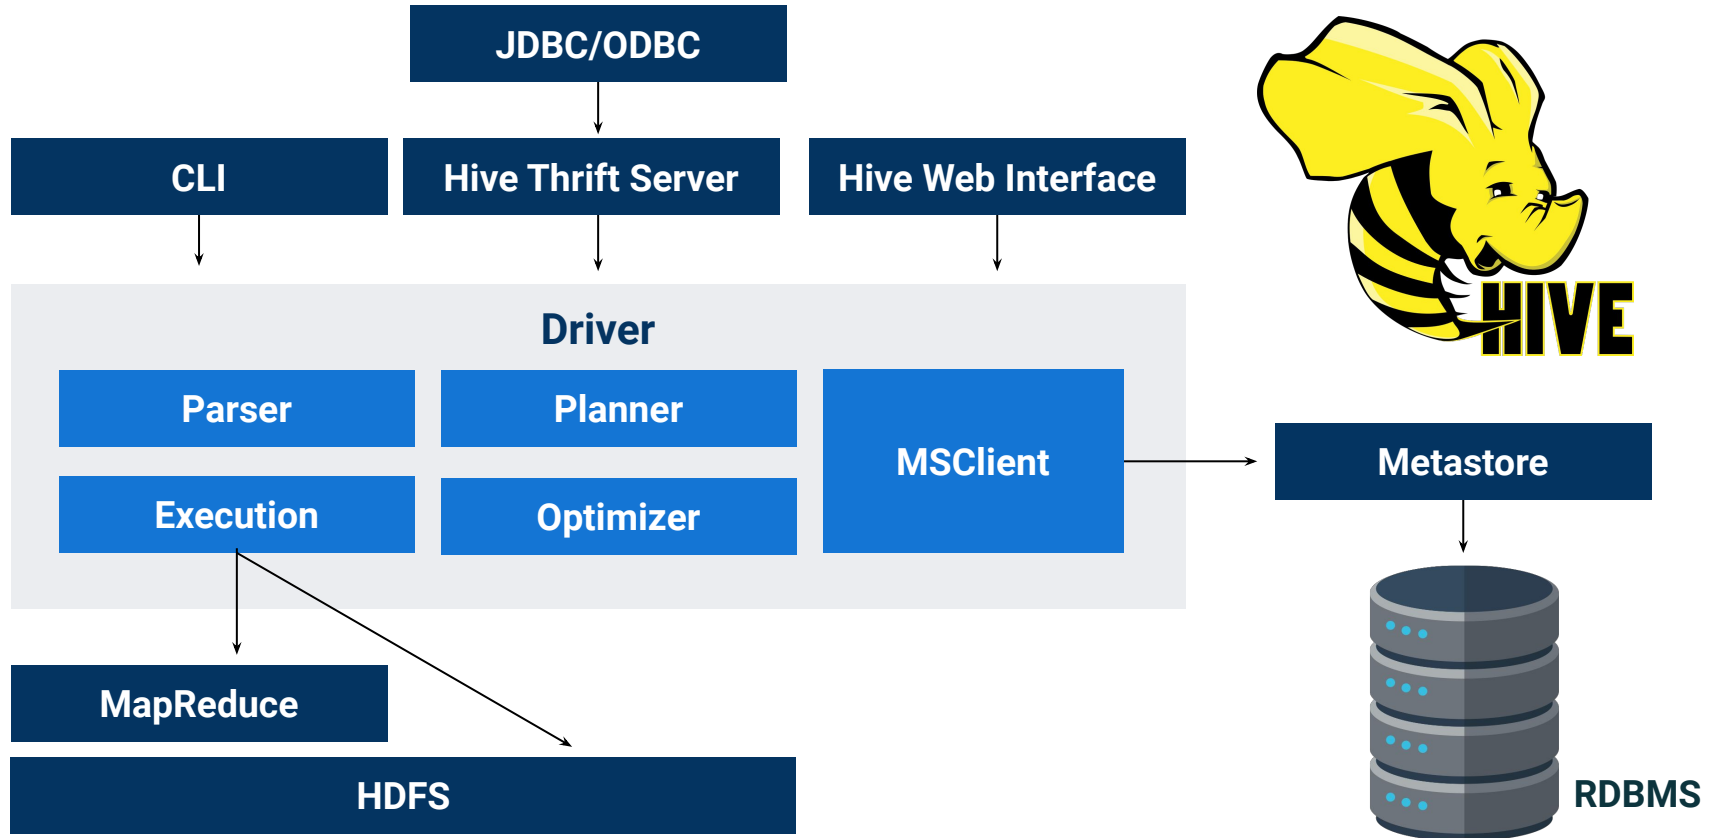 JDBC/ODBC
CLI
Hive Thrift Server
Hive Web Interface
HIVE
Driver
Parser
Planner
MSClient
Metastore
Execution
Optimizer
MapReduce
HDFS
RDBMS